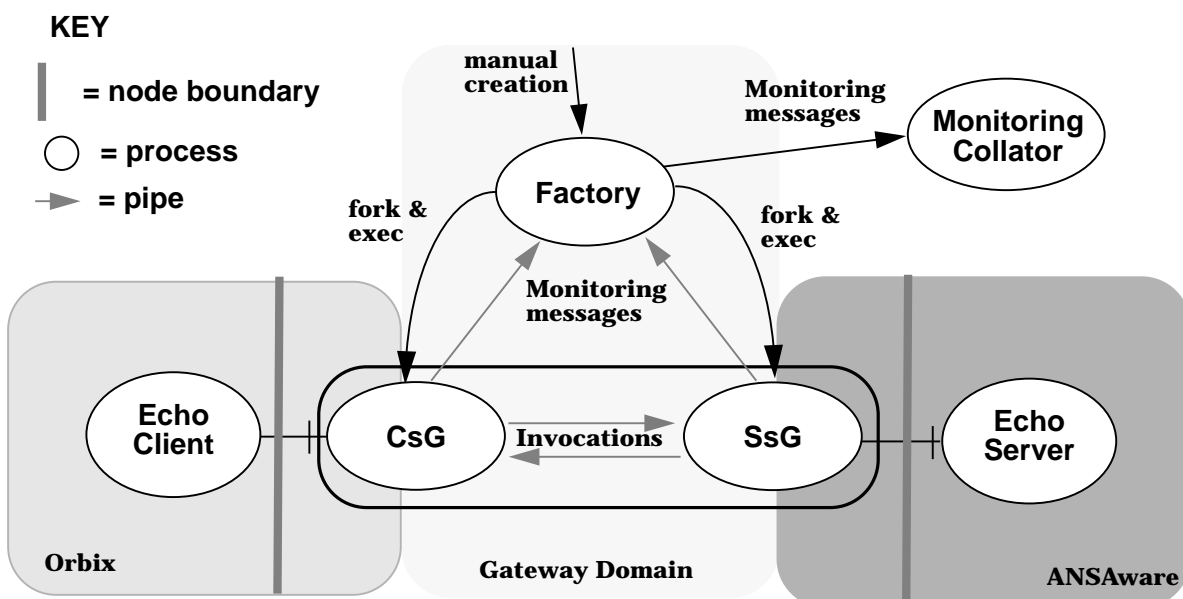 KEY
= node boundary
= process
= pipe
manual
creation
Monitoring
messages
Monitoring
Collator
Factory
fork &
exec
fork &
exec
Monitoring
messages
Echo
Client
CsG
Invocations
SsG
Echo
Server
Orbix
Gateway Domain
ANSAware